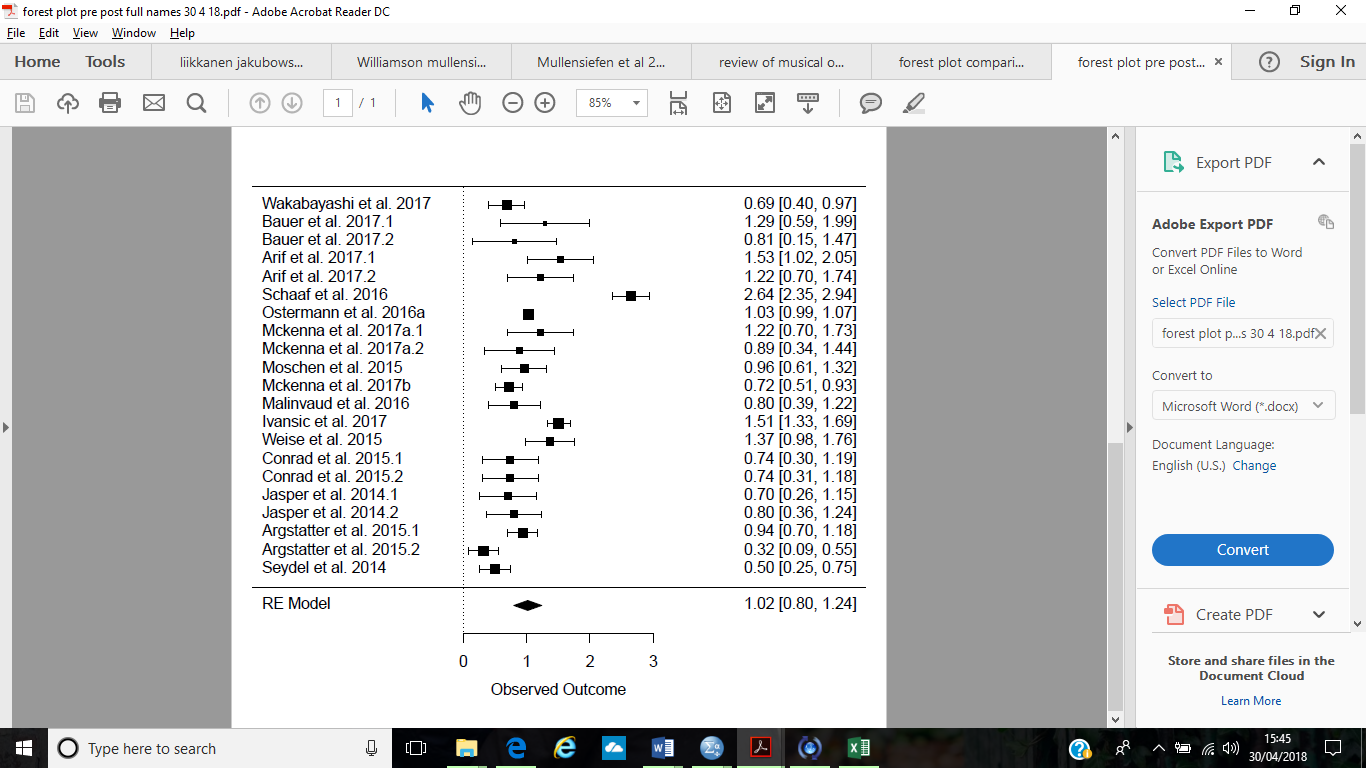 forest plot pre post full names 30 4 18.pdf - Adobe Acrobat Reader DC
File Edit View Window Help
Home Tools liikkanen jakubows... Williamson mullensi... Mullensiefen et al 2... review of musical o... forest plot compari... forest plot pre post... × ? Sign In
1 / 1 85%
Wakabayashi et al. 2017 0.69 [0.40, 0.97]
Bauer et al. 2017.1 1.29 [0.59, 1.99]
Bauer et al. 2017.2 0.81 [0.15, 1.47]
Arif et al. 2017.1 1.53 [1.02, 2.05]
Arif et al. 2017.2 1.22 [0.70, 1.74]
Schaaf et al. 2016 2.64 [2.35, 2.94]
Ostermann et al. 2016a 1.03 [0.99, 1.07]
Mckenna et al. 2017a.1 1.22 [0.70, 1.73]
Mckenna et al. 2017a.2 0.89 [0.34, 1.44]
Moschen et al. 2015 0.96 [0.61, 1.32]
Mckenna et al. 2017b 0.72 [0.51, 0.93]
Malinvaud et al. 2016 0.80 [0.39, 1.22]
Ivansic et al. 2017 1.51 [1.33, 1.69]
Weise et al. 2015 1.37 [0.98, 1.76]
Conrad et al. 2015.1 0.74 [0.30, 1.19]
Conrad et al. 2015.2 0.74 [0.31, 1.18]
Jasper et al. 2014.1 0.70 [0.26, 1.15]
Jasper et al. 2014.2 0.80 [0.36, 1.24]
Argstatter et al. 2015.1 0.94 [0.70, 1.18]
Argstatter et al. 2015.2 0.32 [0.09, 0.55]
Seydel et al. 2014 0.50 [0.25, 0.75]
RE Model 1.02 [0.80, 1.24]
0 1 2 3
Observed Outcome
Export PDF
Adobe Export PDF
Convert PDF Files to Word
or Excel Online
Select PDF File
forest plot p...s 30 4 18.pdf
Convert to
Microsoft Word (*.docx)
Document Language:
English (U.S.) Change
Convert
Create PDF
Store and share files in the
Document Cloud
Learn More
Type here to search
15:45
30/04/2018